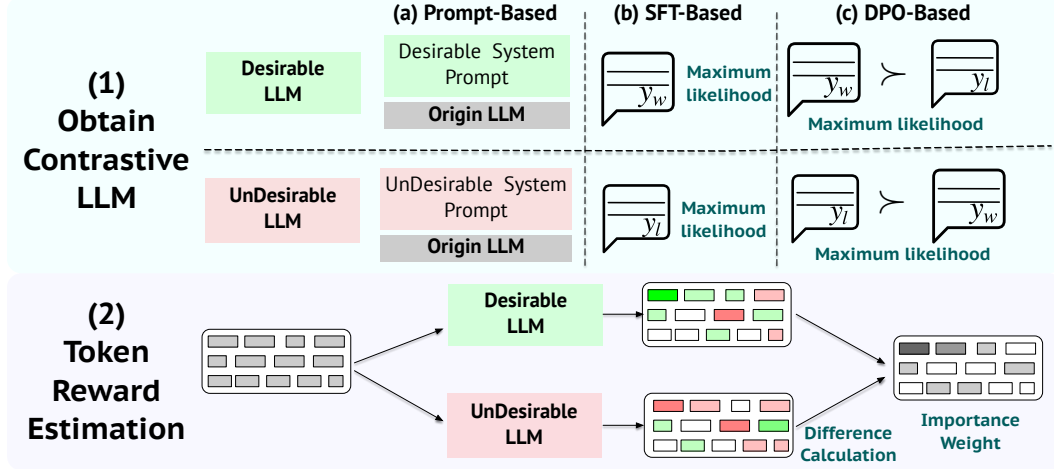 (a) Prompt-Based
(b) SFT-Based
(c) DPO-Based
(1)
Obtain
Contrastive
LLM
Desirable
LLM
Desirable System
Prompt
Origin LLM
y_w
Maximum
likelihood
y_w
≻
y_l
Maximum likelihood
UnDesirable
LLM
UnDesirable System
Prompt
Origin LLM
y_l
Maximum
likelihood
y_l
≻
y_w
Maximum likelihood
(2)
Token
Reward
Estimation
Desirable
LLM
UnDesirable
LLM
Difference
Calculation
Importance
Weight